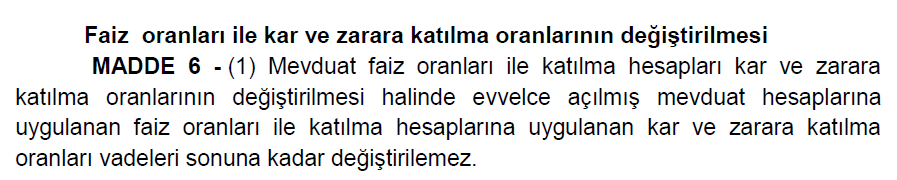 Faiz oranları ile kar ve zarara katılma oranlarının değiştirilmesi
MADDE 6 - (1) Mevduat faiz oranları ile katılma hesapları kar ve zarara
katılma oranlarının değiştirilmesi halinde evvelce açılmış mevduat hesaplarına
uygulanan faiz oranları ile katılma hesaplarına uygulanan kar ve zarara katılma
oranları vadeleri sonuna kadar değiştirilemez.